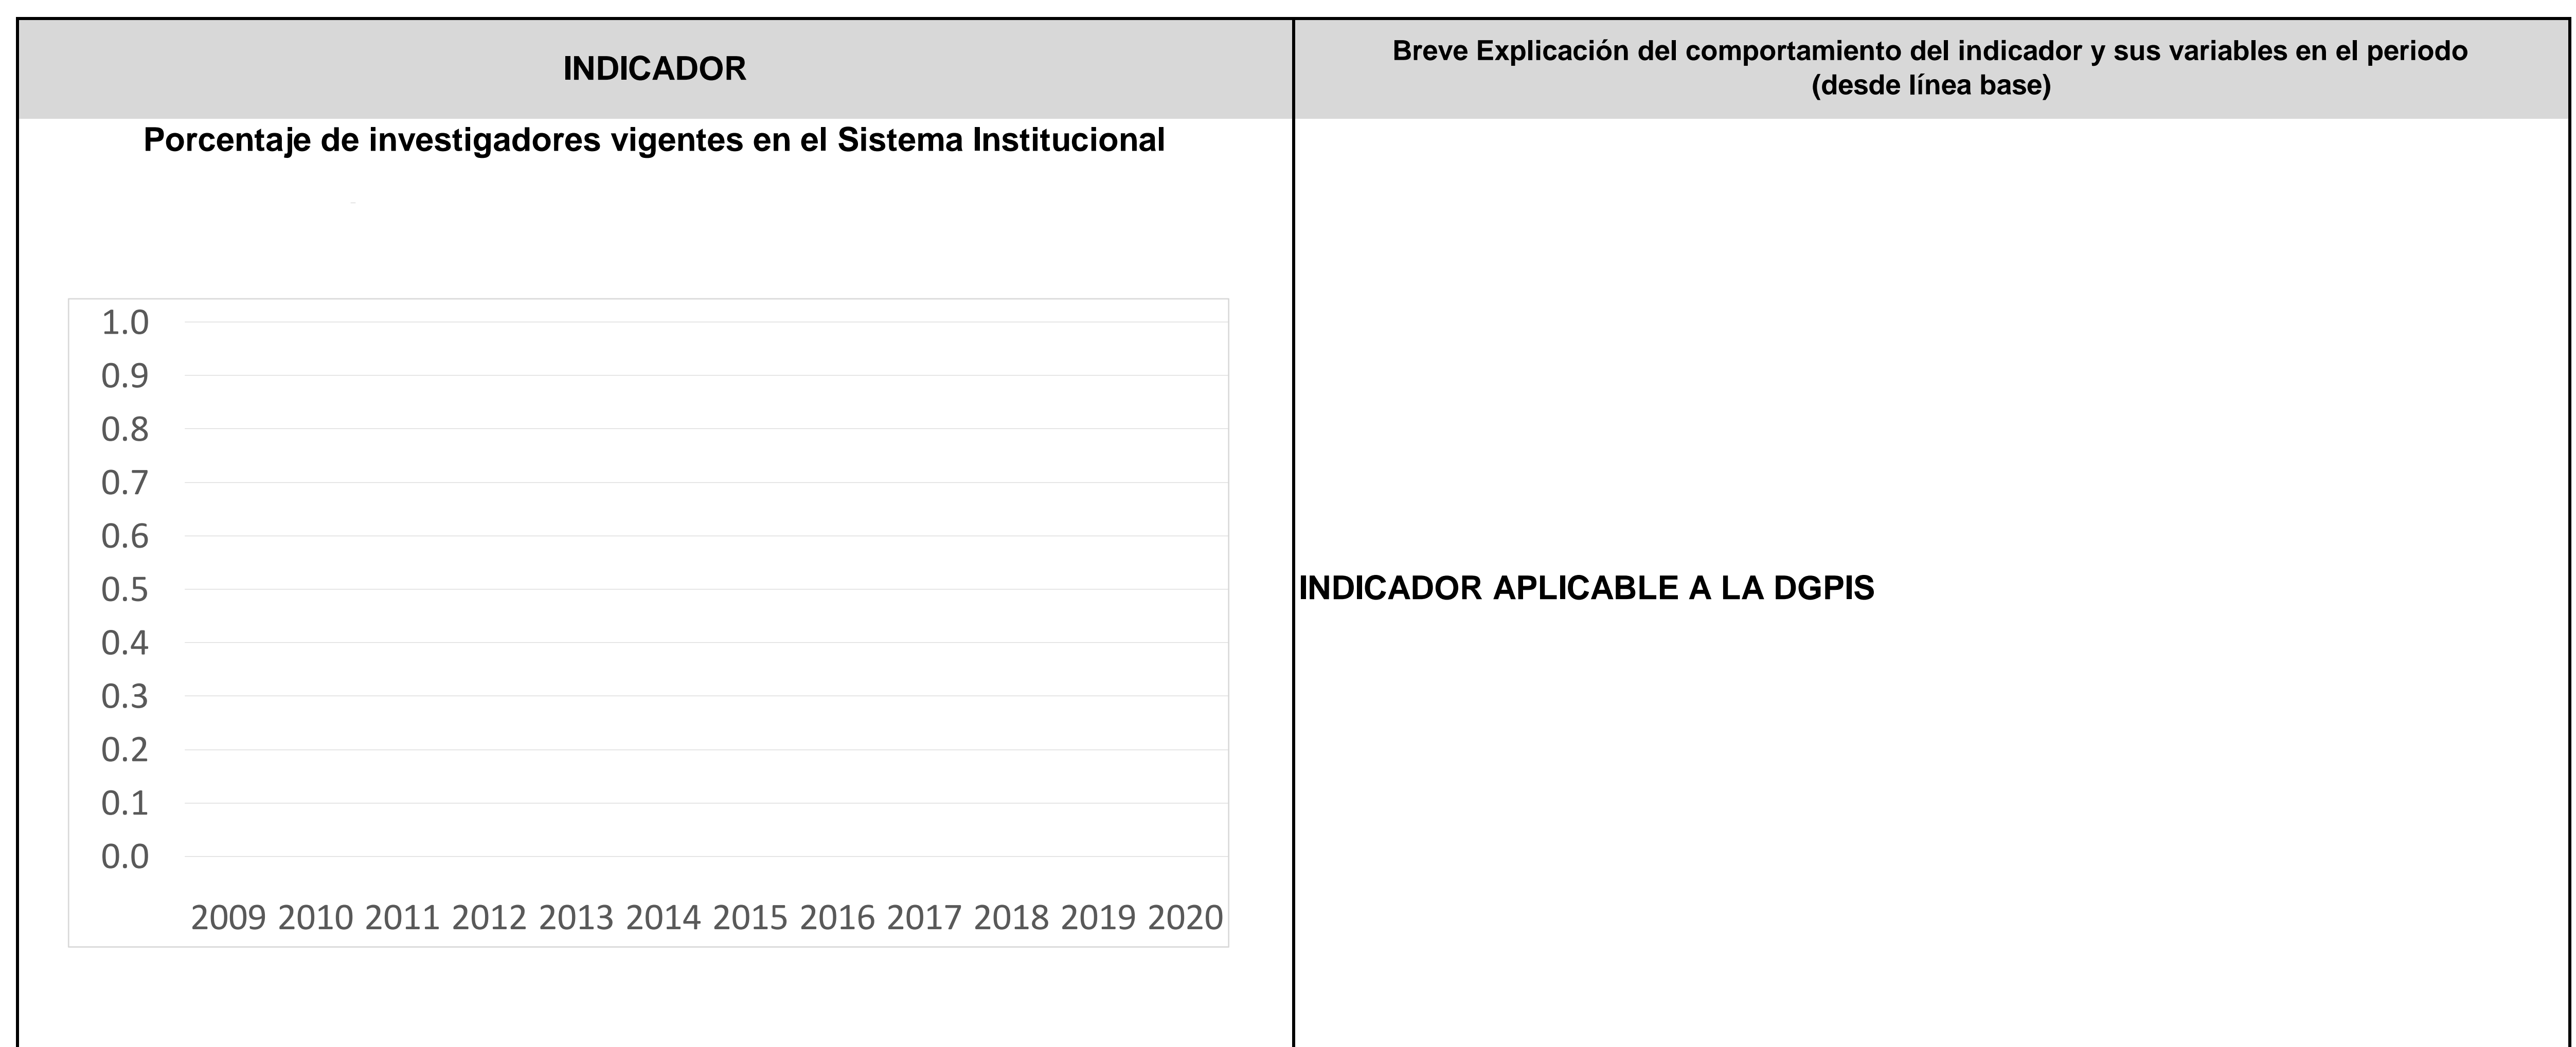 INDICADOR
Breve Explicación del comportamiento del indicador y sus variables en el periodo
(desde línea base)
Porcentaje de investigadores vigentes en el Sistema Institucional
1.0
0.9
0.8
0.7
0.6
0.5
0.4
0.3
0.2
0.1
0.0
2009 2010 2011 2012 2013 2014 2015 2016 2017 2018 2019 2020
INDICADOR APLICABLE A LA DGPIS